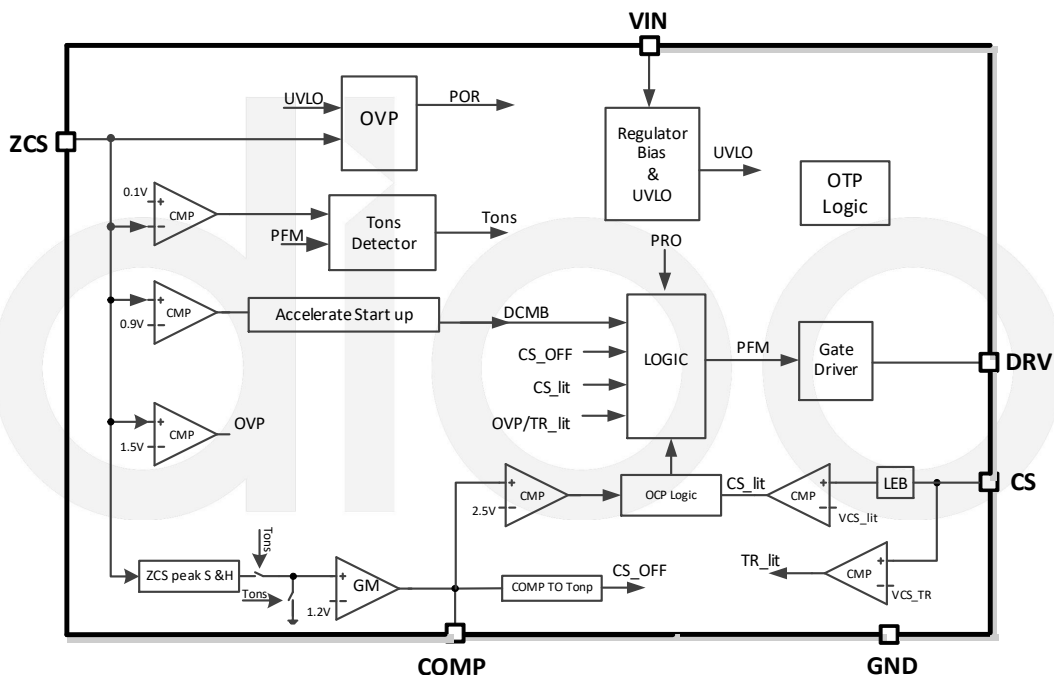 VIN
UVLO
POR
OVP
ZCS
Regulator
Bias
&
UVLO
UVLO
OTP
Logic
0.1V
+
CMP
−
Tons
Detector
Tons
PFM
PRO
+
CMP
0.9V
−
Accelerate Start up
DCMB
CS_OFF
CS_lit
OVP/TR_lit
LOGIC
PFM
Gate
Driver
DRV
+
CMP
1.5V
−
OVP
+
CMP
2.5V
−
OCP Logic
CS_lit
+
CMP
−
VCS_lit
LEB
CS
Tons
ZCS peak S &H
Tons
+
GM
1.2V
−
COMP TO Tonp
CS_OFF
TR_lit
+
CMP
−
VCS_TR
COMP
GND
dioo